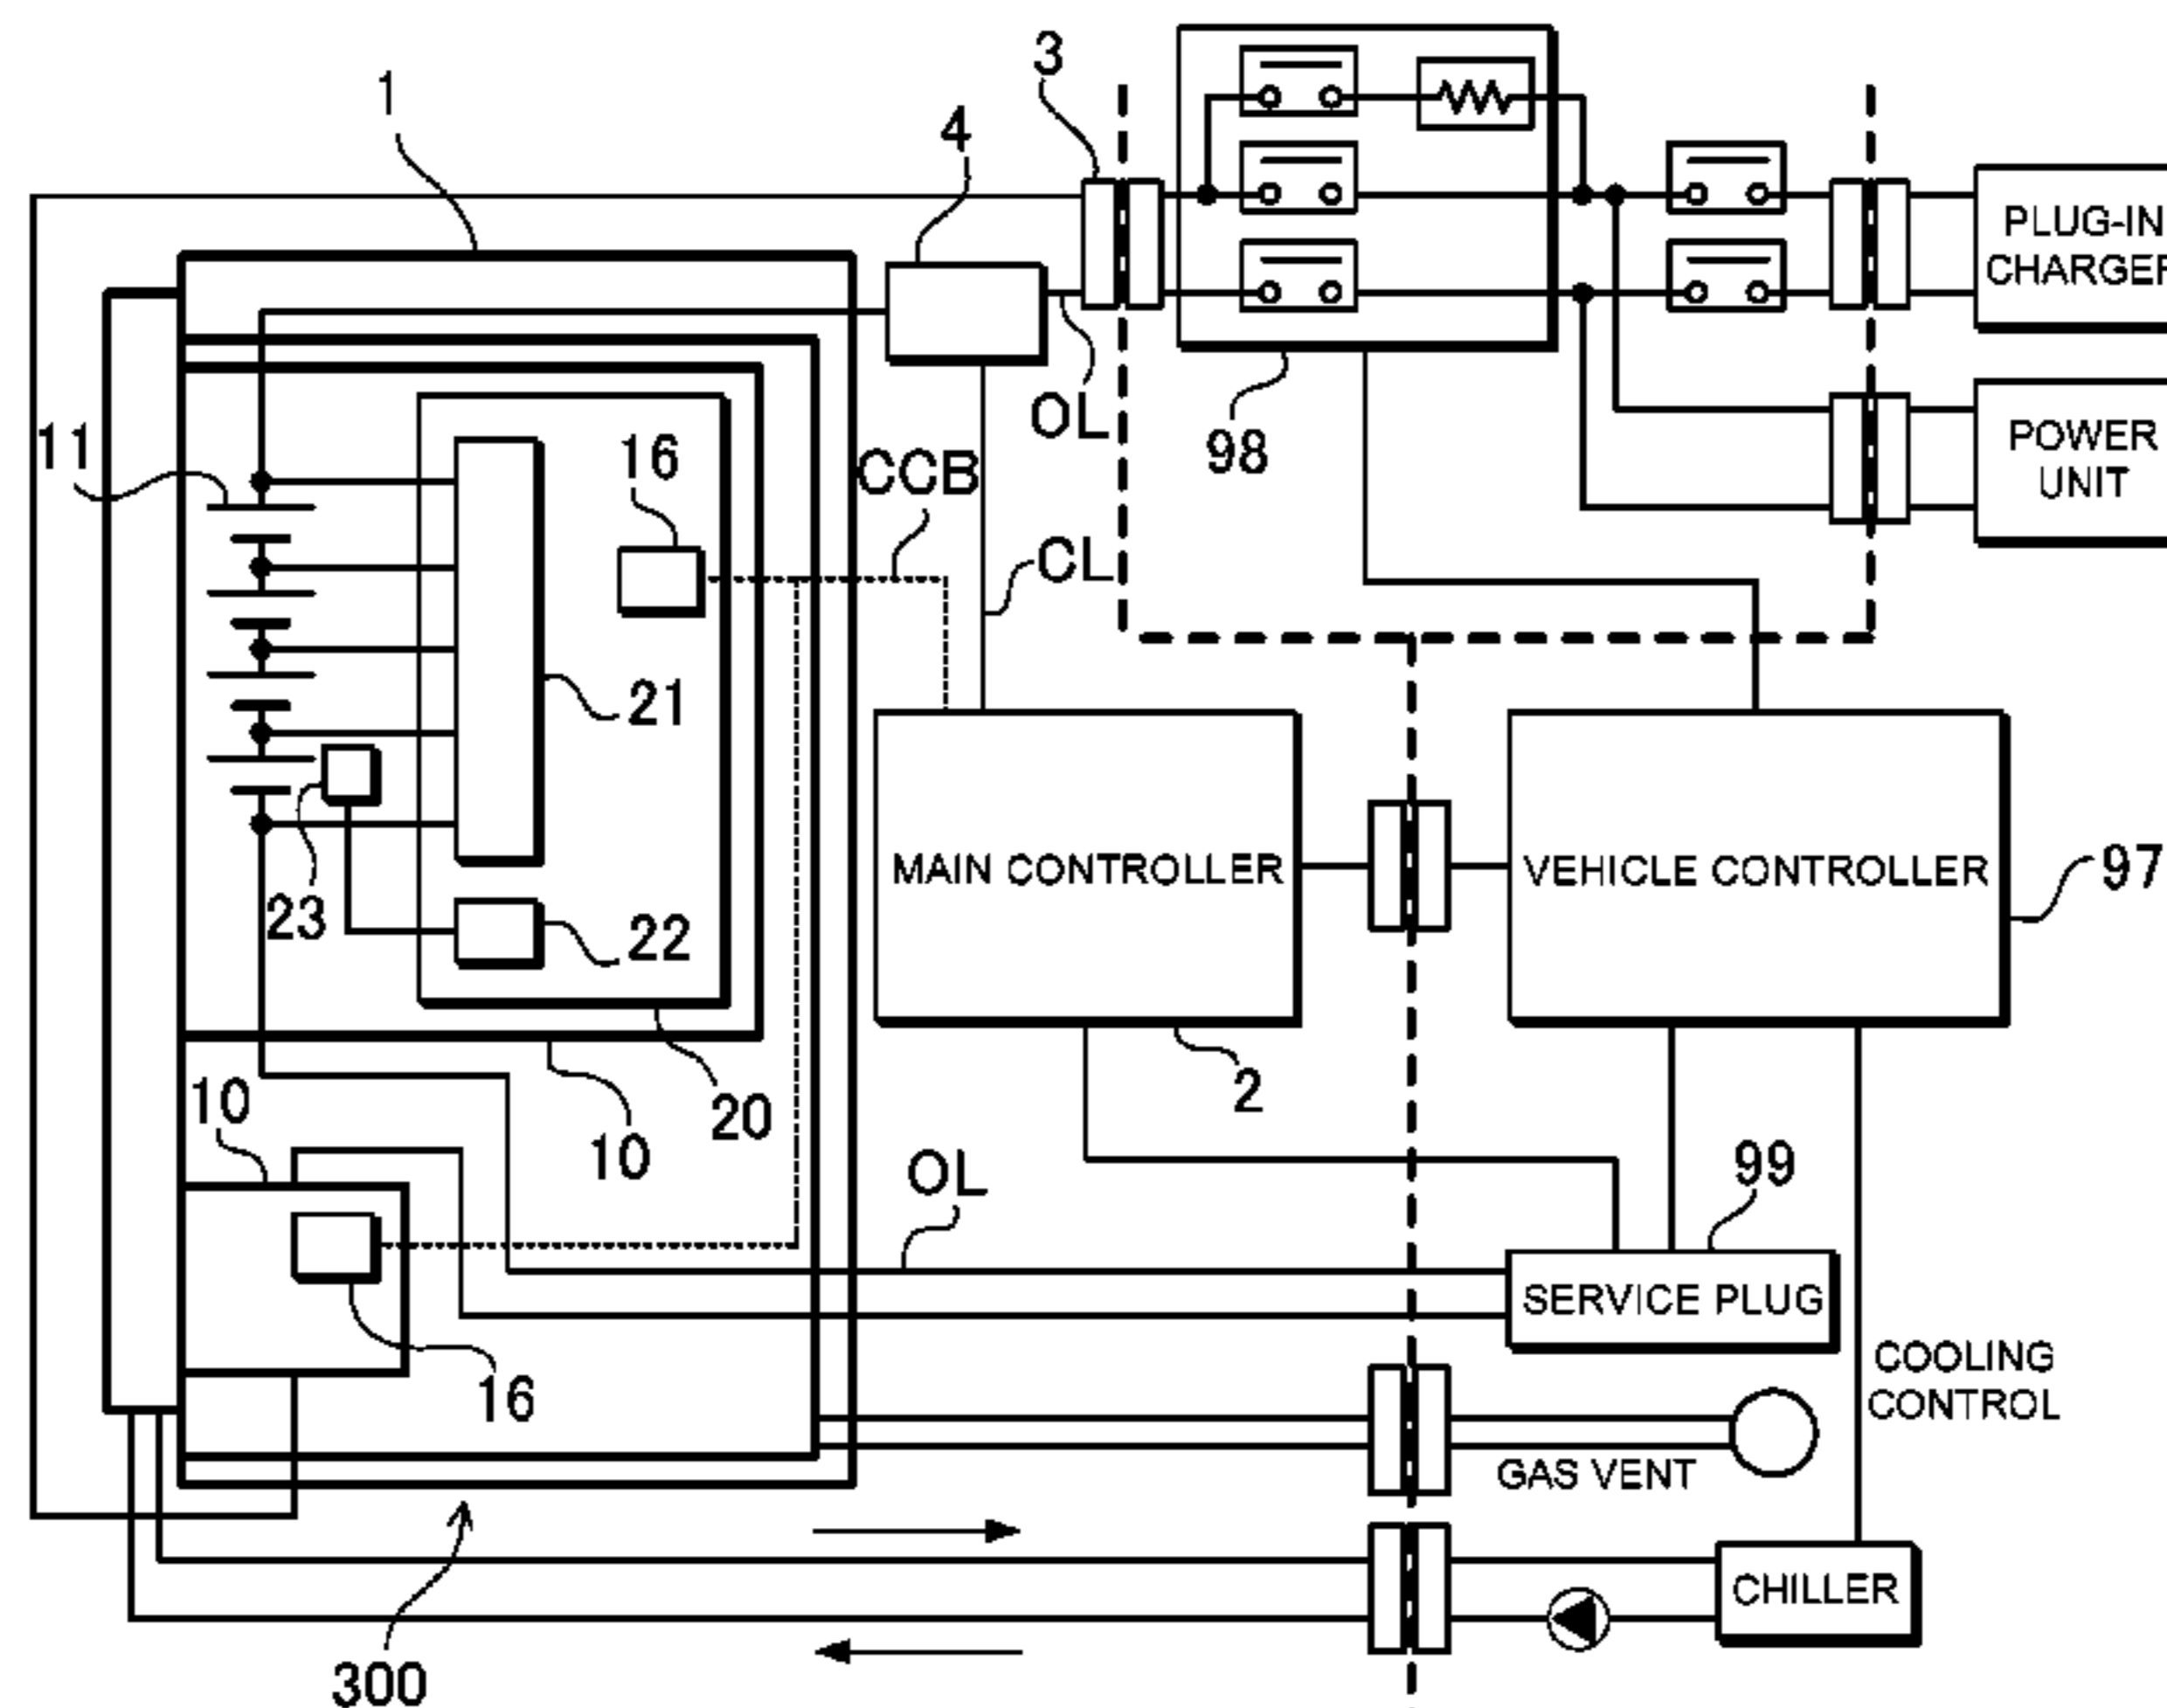 3
1
4
PLUG-IN
CHARGER
OL
98
11
16
CCB
POWER
UNIT
CL
21
MAIN CONTROLLER
VEHICLE CONTROLLER
97
23
22
2
10
20
10
99
OL
SERVICE PLUG
COOLING
CONTROL
16
GAS VENT
CHILLER
300